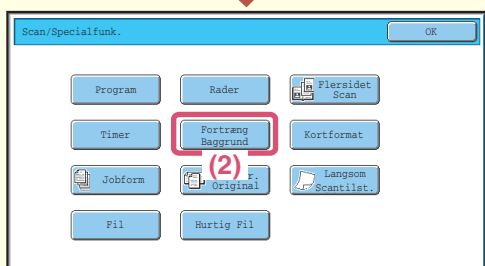 Scan/Specialfunk.
OK
Program
Rader
Flersidet
Scan
Timer
Fortræng
Baggrund
Kortformat
(2)
Jobform
Original
Langsom
Scantilst.
Fil
Hurtig Fil